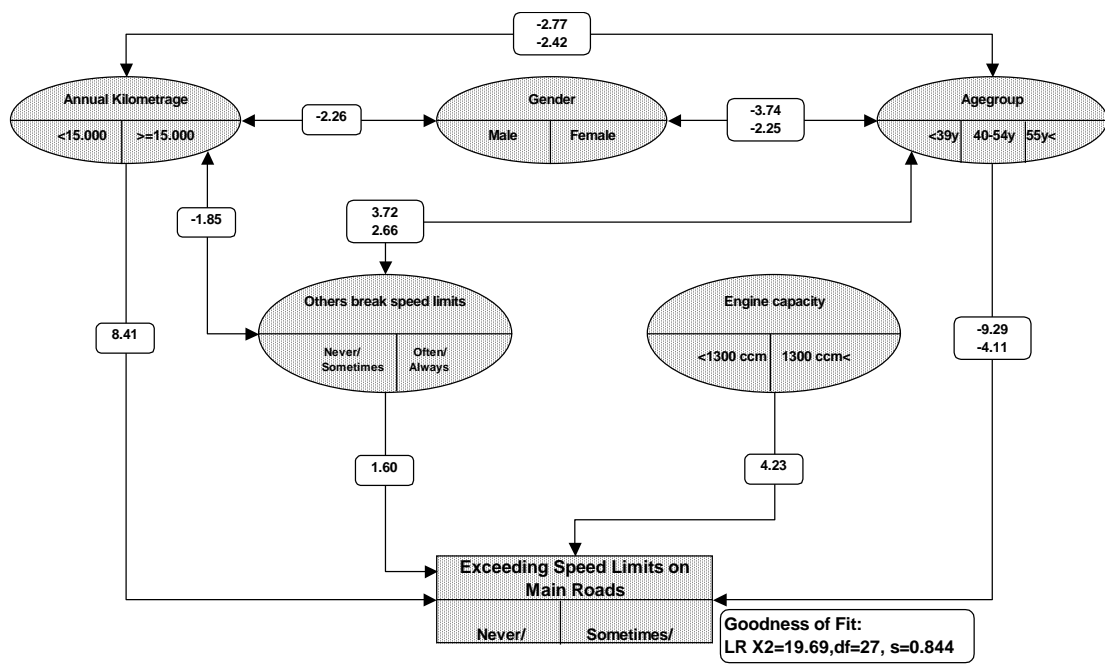 -2.77
-2.42
Annual Kilometrage
<15.000 >=15.000
-2.26
Gender
Male Female
-3.74
-2.25
Agegroup
<39y 40-54y 55y<
-1.85
3.72
2.66
Others break speed limits
Never/ Often/
Sometimes Always
Engine capacity
<1300 ccm 1300 ccm<
8.41
-9.29
-4.11
1.60
4.23
Exceeding Speed Limits on
Main Roads
Never/ Sometimes/
Goodness of Fit:
LR X2=19.69,df=27, s=0.844